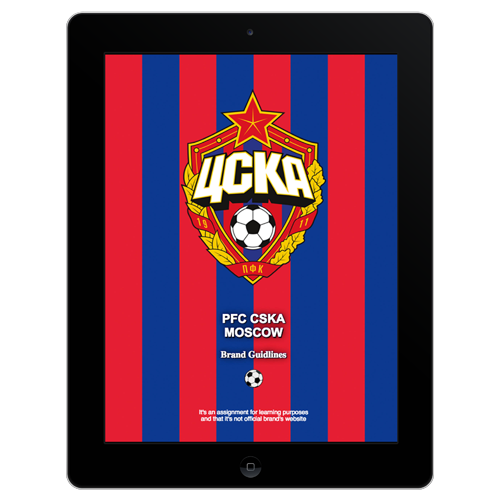 ЦСКА
19 11
ПФК
PFC CSKA
MOSCOW
Brand Guidlines
It's an assignment for learning purposes
and that it's not official brand's website